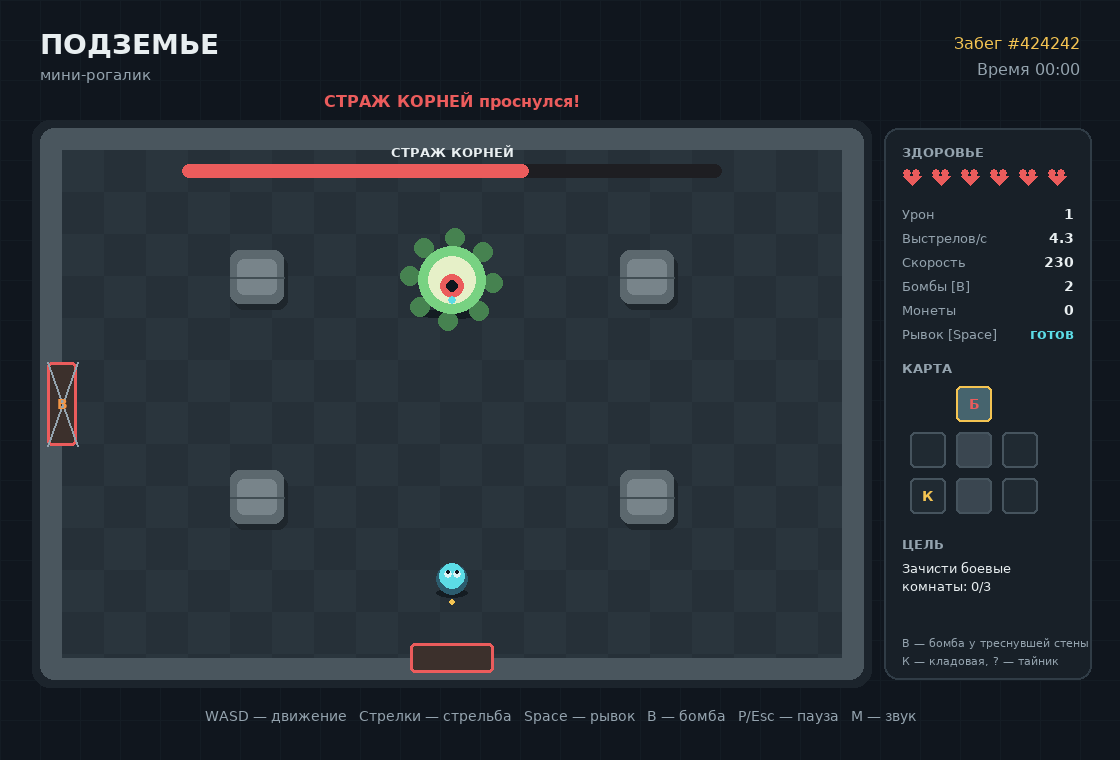 ПОДЗЕМЬЕ
мини-рогалик
Забег #424242
Время 00:00
СТРАЖ КОРНЕЙ проснулся!
СТРАЖ КОРНЕЙ
В
ЗДОРОВЬЕ
Урон 1
Выстрелов/с 4.3
Скорость 230
Бомбы [B] 2
Монеты 0
Рывок [Space] готов
КАРТА
Б
К
ЦЕЛЬ
Зачисти боевые
комнаты: 0/3
B — бомба у треснувшей стены
К — кладовая, ? — тайник
WASD — движение Стрелки — стрельба Space — рывок B — бомба P/Esc — пауза M — звук